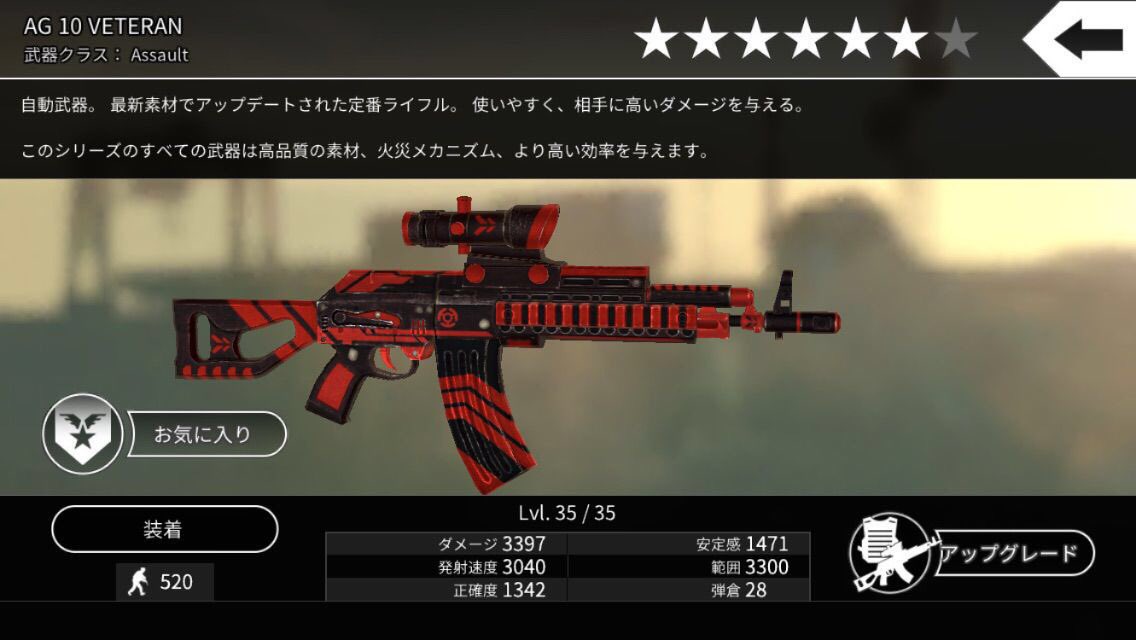 AG 10 VETERAN
武器クラス： Assault
自動武器。 最新素材でアップデートされた定番ライフル。 使いやすく、相手に高いダメージを与える。
このシリーズのすべての武器は高品質の素材、火災メカニズム、より高い効率を与えます。
お気に入り
装着
520
Lvl. 35 / 35
ダメージ 3397 安定感 1471
発射速度 3040 範囲 3300
正確度 1342 弾倉 28
アップグレード